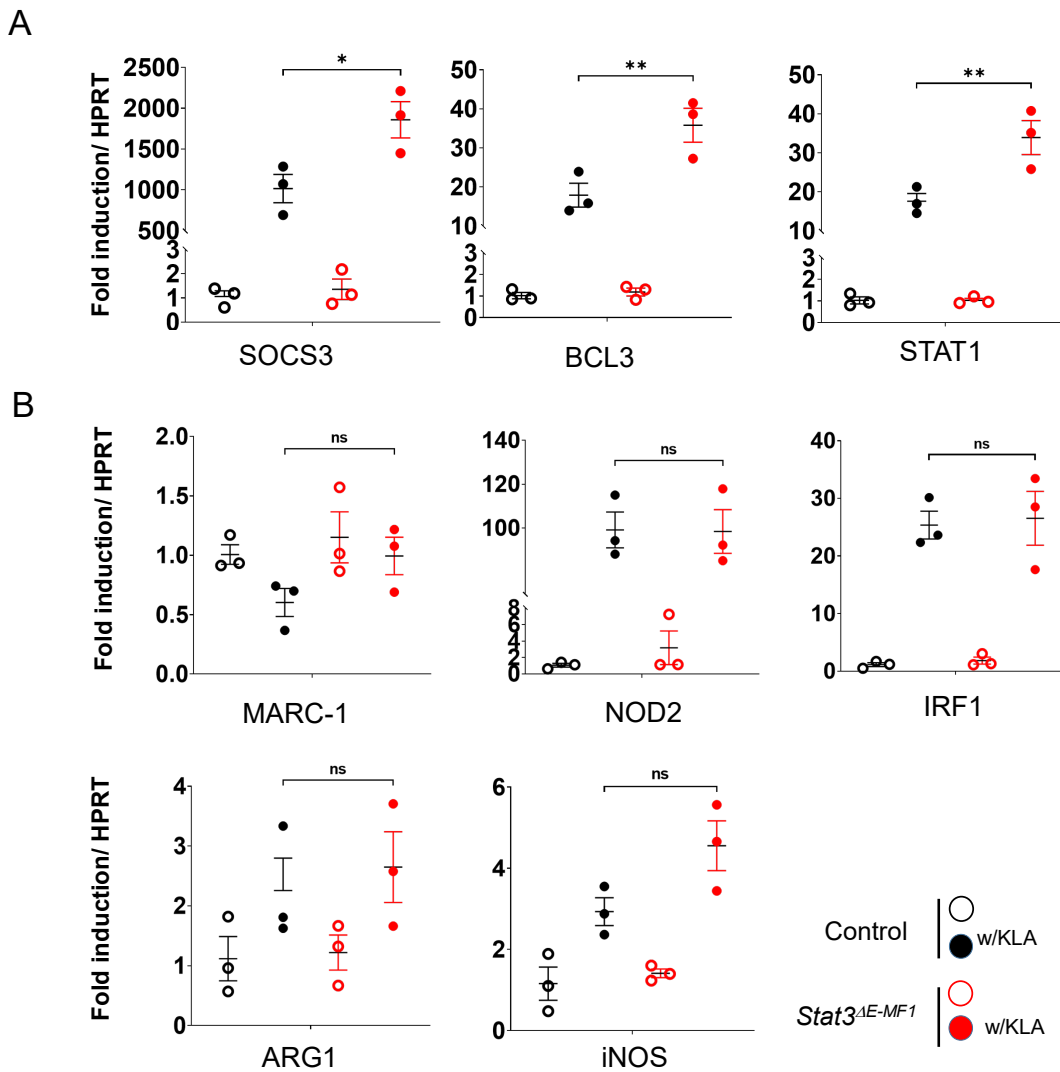 A
Fold induction/ HPRT
2500
2000
1500
1000
500
3
2
1
0
*
SOCS3
50
40
30
20
10
4
3
2
1
0
**
BCL3
50
40
30
20
10
4
3
2
1
0
**
STAT1
B
Fold induction/ HPRT
2.0
1.5
1.0
0.5
0.0
ns
MARC-1
140
120
100
8
6
4
2
0
ns
NOD2
40
30
20
10
0
ns
IRF1
Fold induction/ HPRT
4
3
2
1
0
ns
ARG1
6
4
2
0
ns
iNOS
Control
w/KLA
Stat3ΔE-MF1
w/KLA